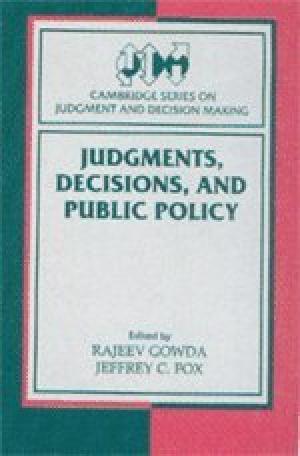 CAMBRIDGE SERIES ON
JUDGMENT AND DECISION MAKING
JUDGMENTS,
DECISIONS, AND
PUBLIC POLICY
Edited by
RAJEEV GOWDA
JEFFREY C. FOX